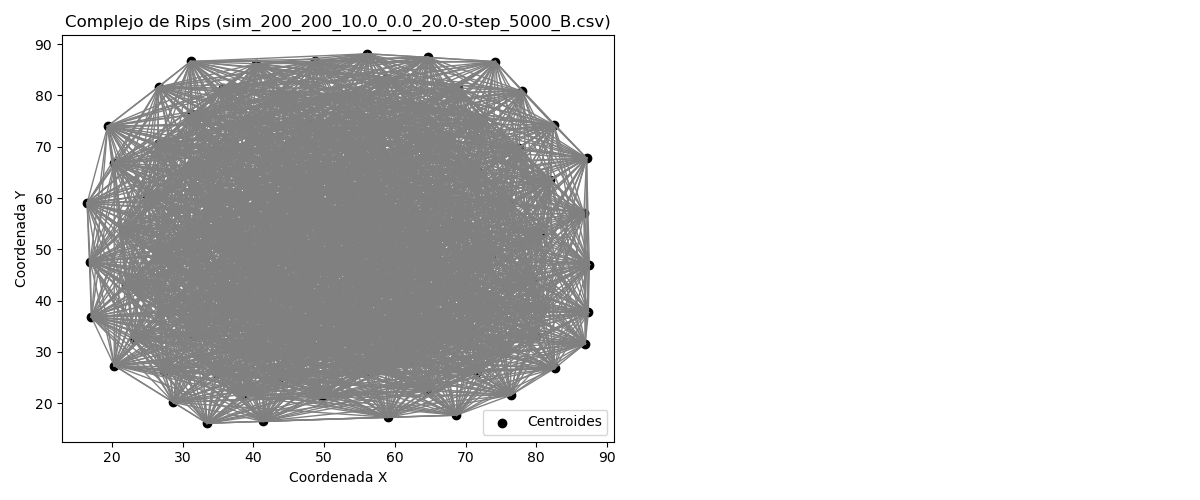 Complejo de Rips (sim_200_200_10.0_0.0_20.0-step_5000_B.csv)
90
80
70
60
50
40
30
20
Coordenada Y
Centroides
20 30 40 50 60 70 80 90
Coordenada X